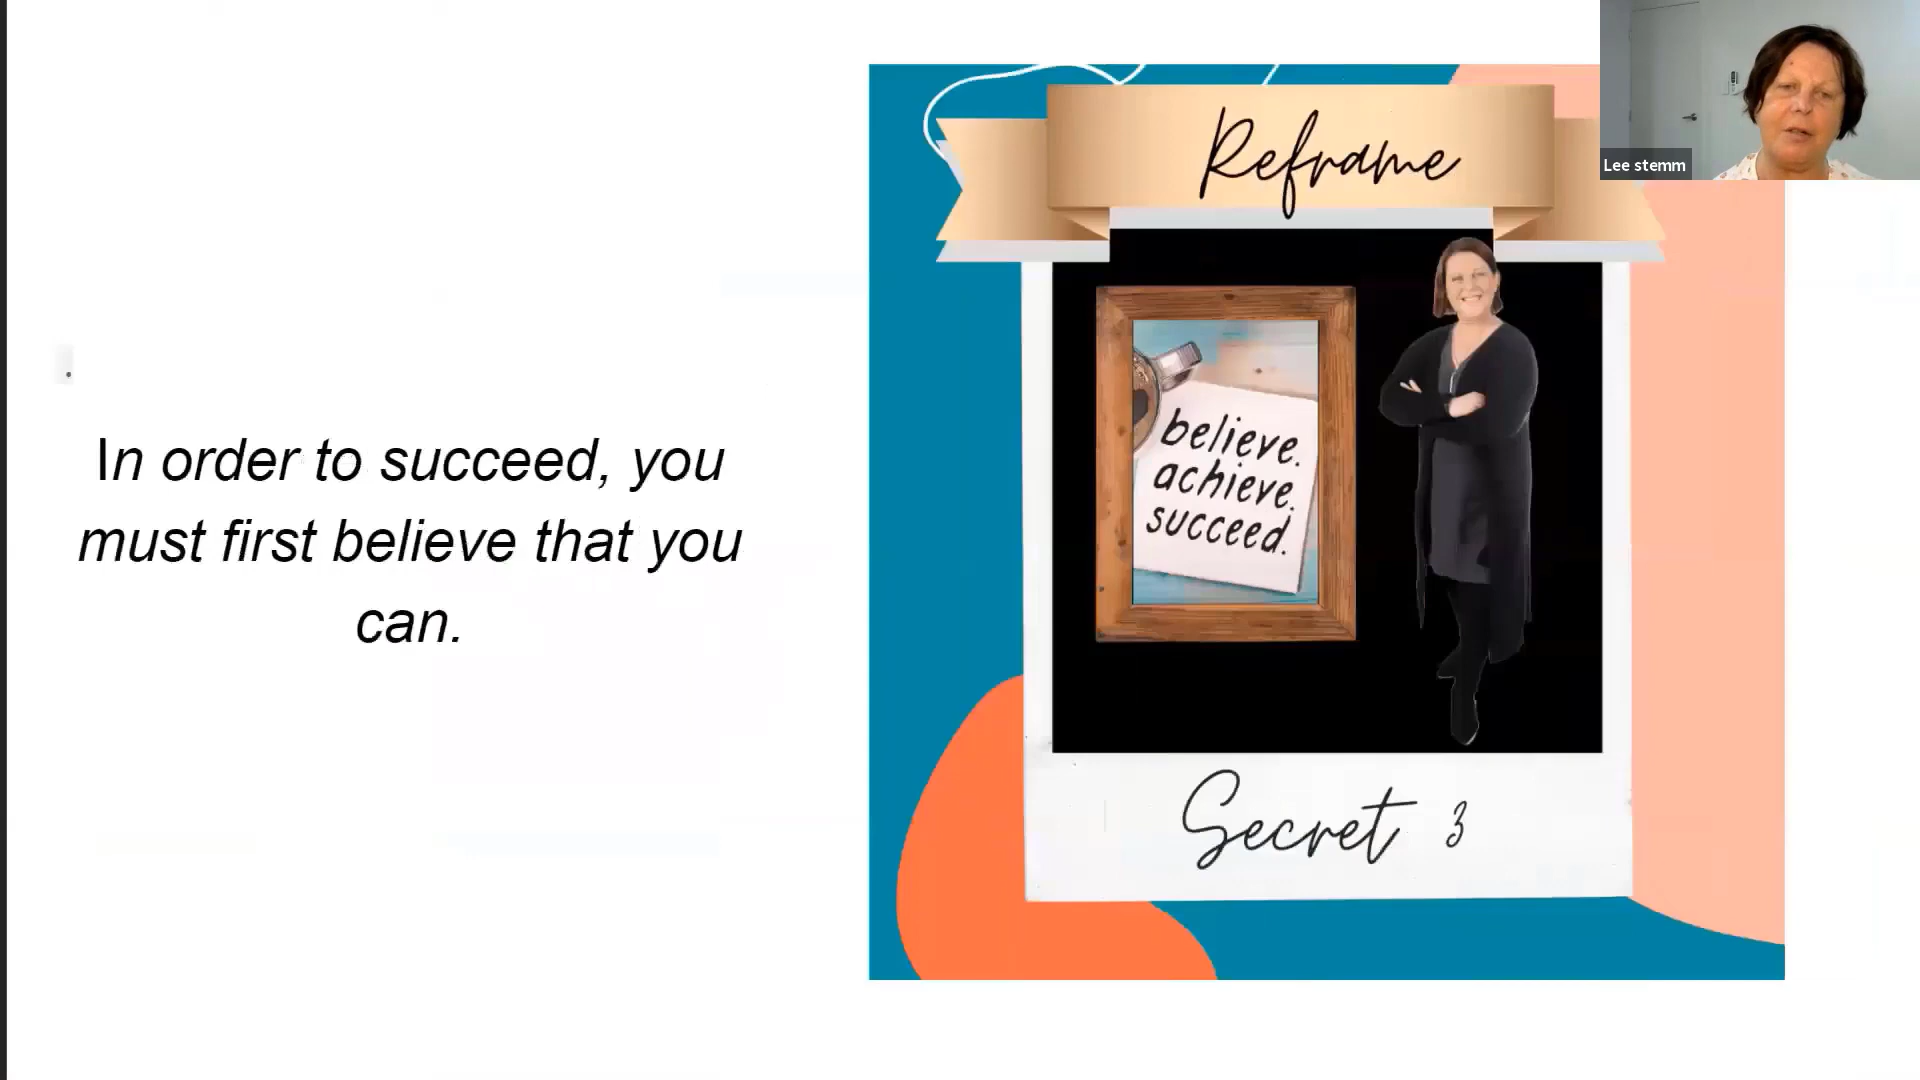 .
In order to succeed, you
must first believe that you
can.
Reframe
believe.
achieve.
succeed.
Secret 3
Lee stemm